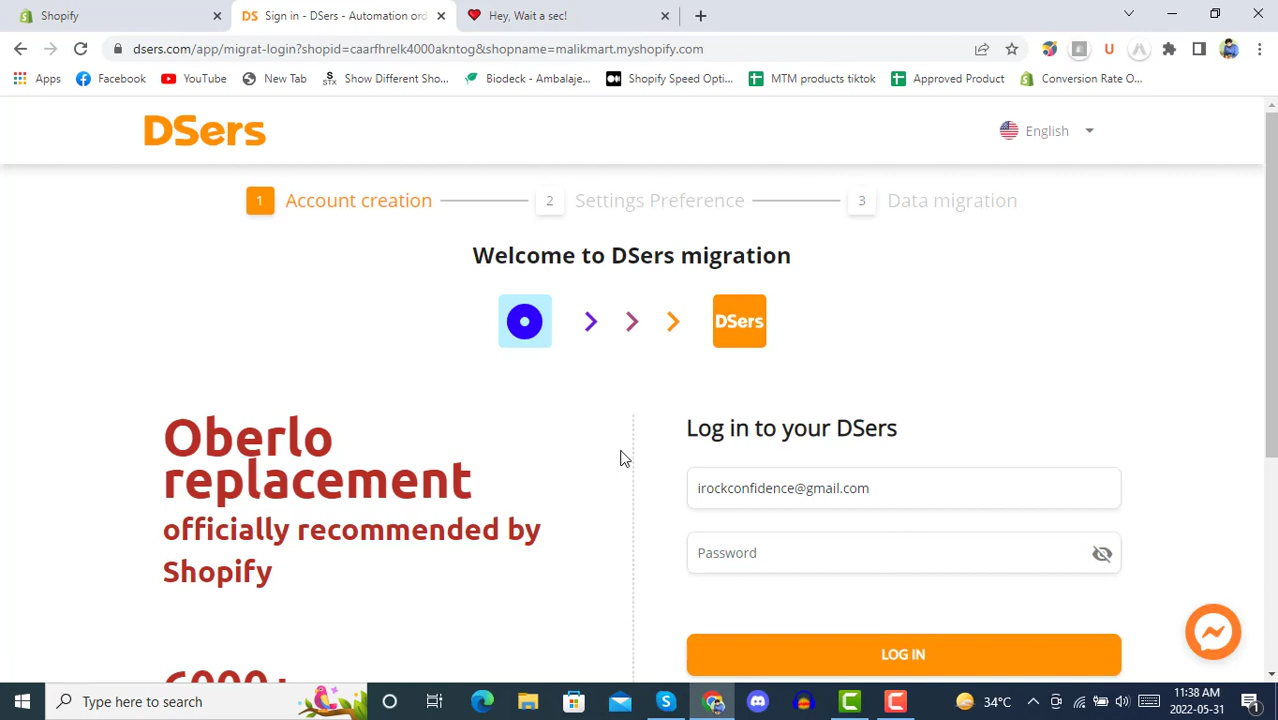 Shopify
DS Sign in - DSers - Automation ord
Hey, Wait a sec!
dsers.com/app/migrat-login?shopid=caarfhrelk4000akntog&shopname=malikmart.myshopify.com
Apps
Facebook
YouTube
New Tab
STX Show Different Sho...
Biodeck - Ambalaje...
Shopify Speed Opti...
MTM products tiktok
Approved Product
Conversion Rate O...
DSers
English
1 Account creation
2 Settings Preference
3 Data migration
Welcome to DSers migration
DSers
Oberlo
replacement
officially recommended by
Shopify
Log in to your DSers
irockconfidence@gmail.com
Password
LOG IN
Type here to search
34°C
11:38 AM
2022-05-31
1